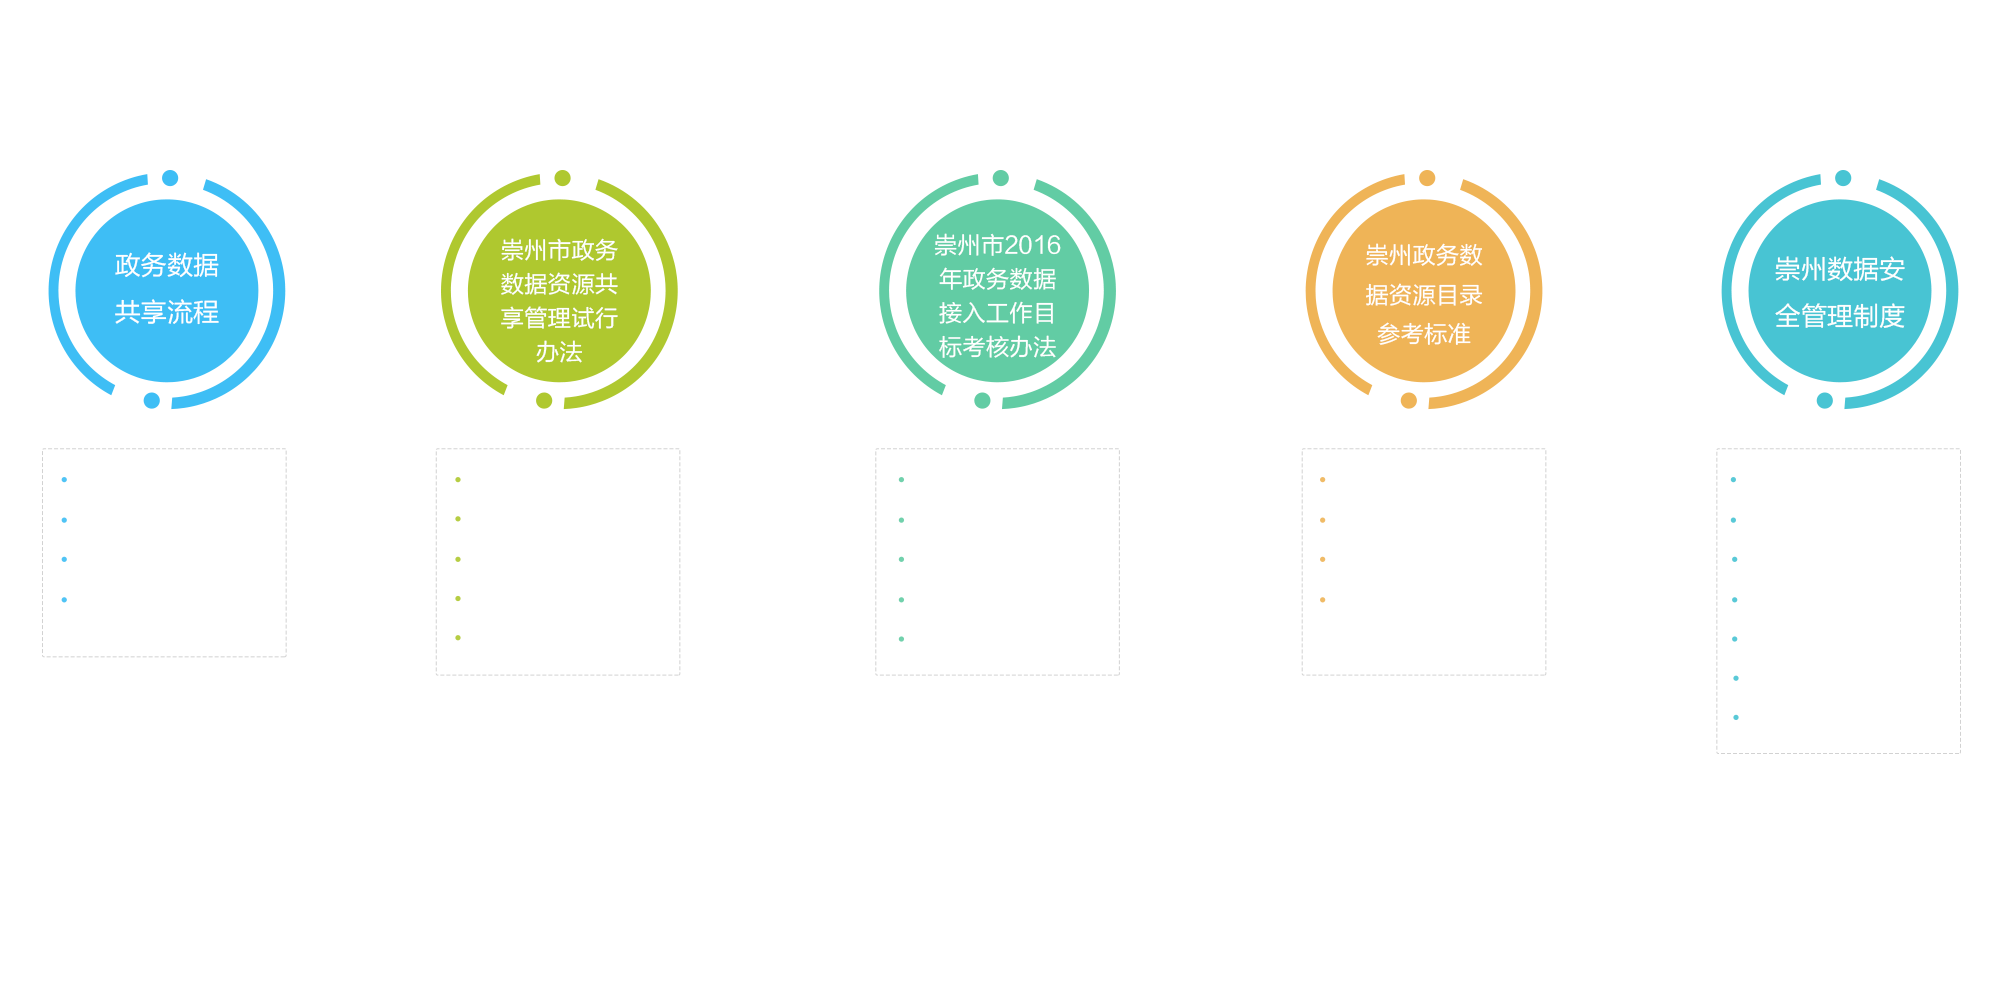 政务数据
共享流程
崇州市政务
数据资源共
享管理试行
办法
崇州市2016
年政务数据
接入工作目
标考核办法
崇州政务数
据资源目录
参考标准
崇州数据安
全管理制度